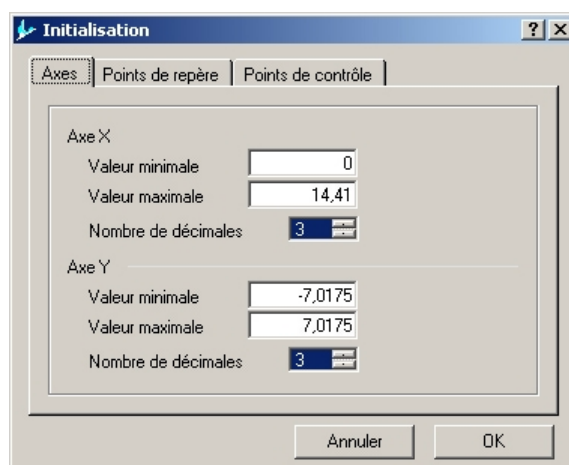 Initialisation
Axes Points de repère Points de contrôle
Axe X
Valeur minimale 0
Valeur maximale 14,41
Nombre de décimales 3
Axe Y
Valeur minimale -7,0175
Valeur maximale 7,0175
Nombre de décimales 3
Annuler OK